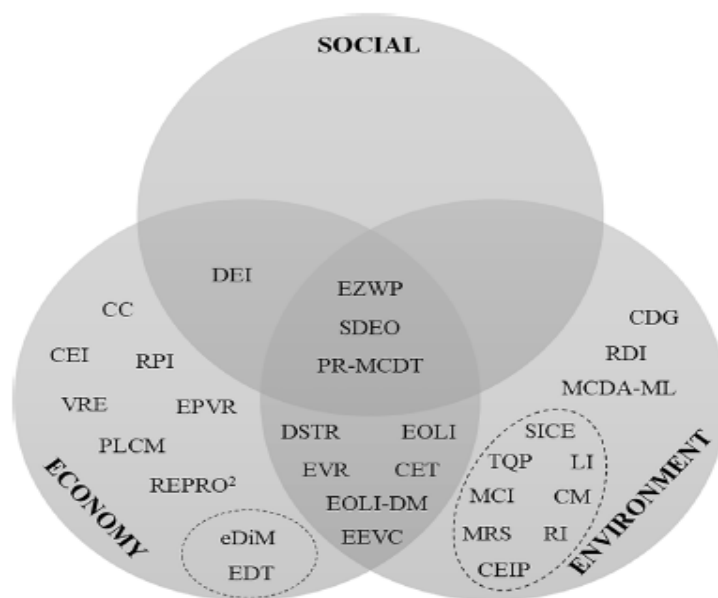 SOCIAL
DEI
EZWP
SDEO
PR-MCDT
CC
CEI
RPI
VRE
EPVR
PLCM
REPRO²
eDiM
EDT
ECONOMY
DSTR
EOLI
EVR
CET
EOLI-DM
EEVC
CDG
RDI
MCDA-ML
SICE
TQP
LI
MCI
CM
MRS
RI
CEIP
ENVIRONMENT